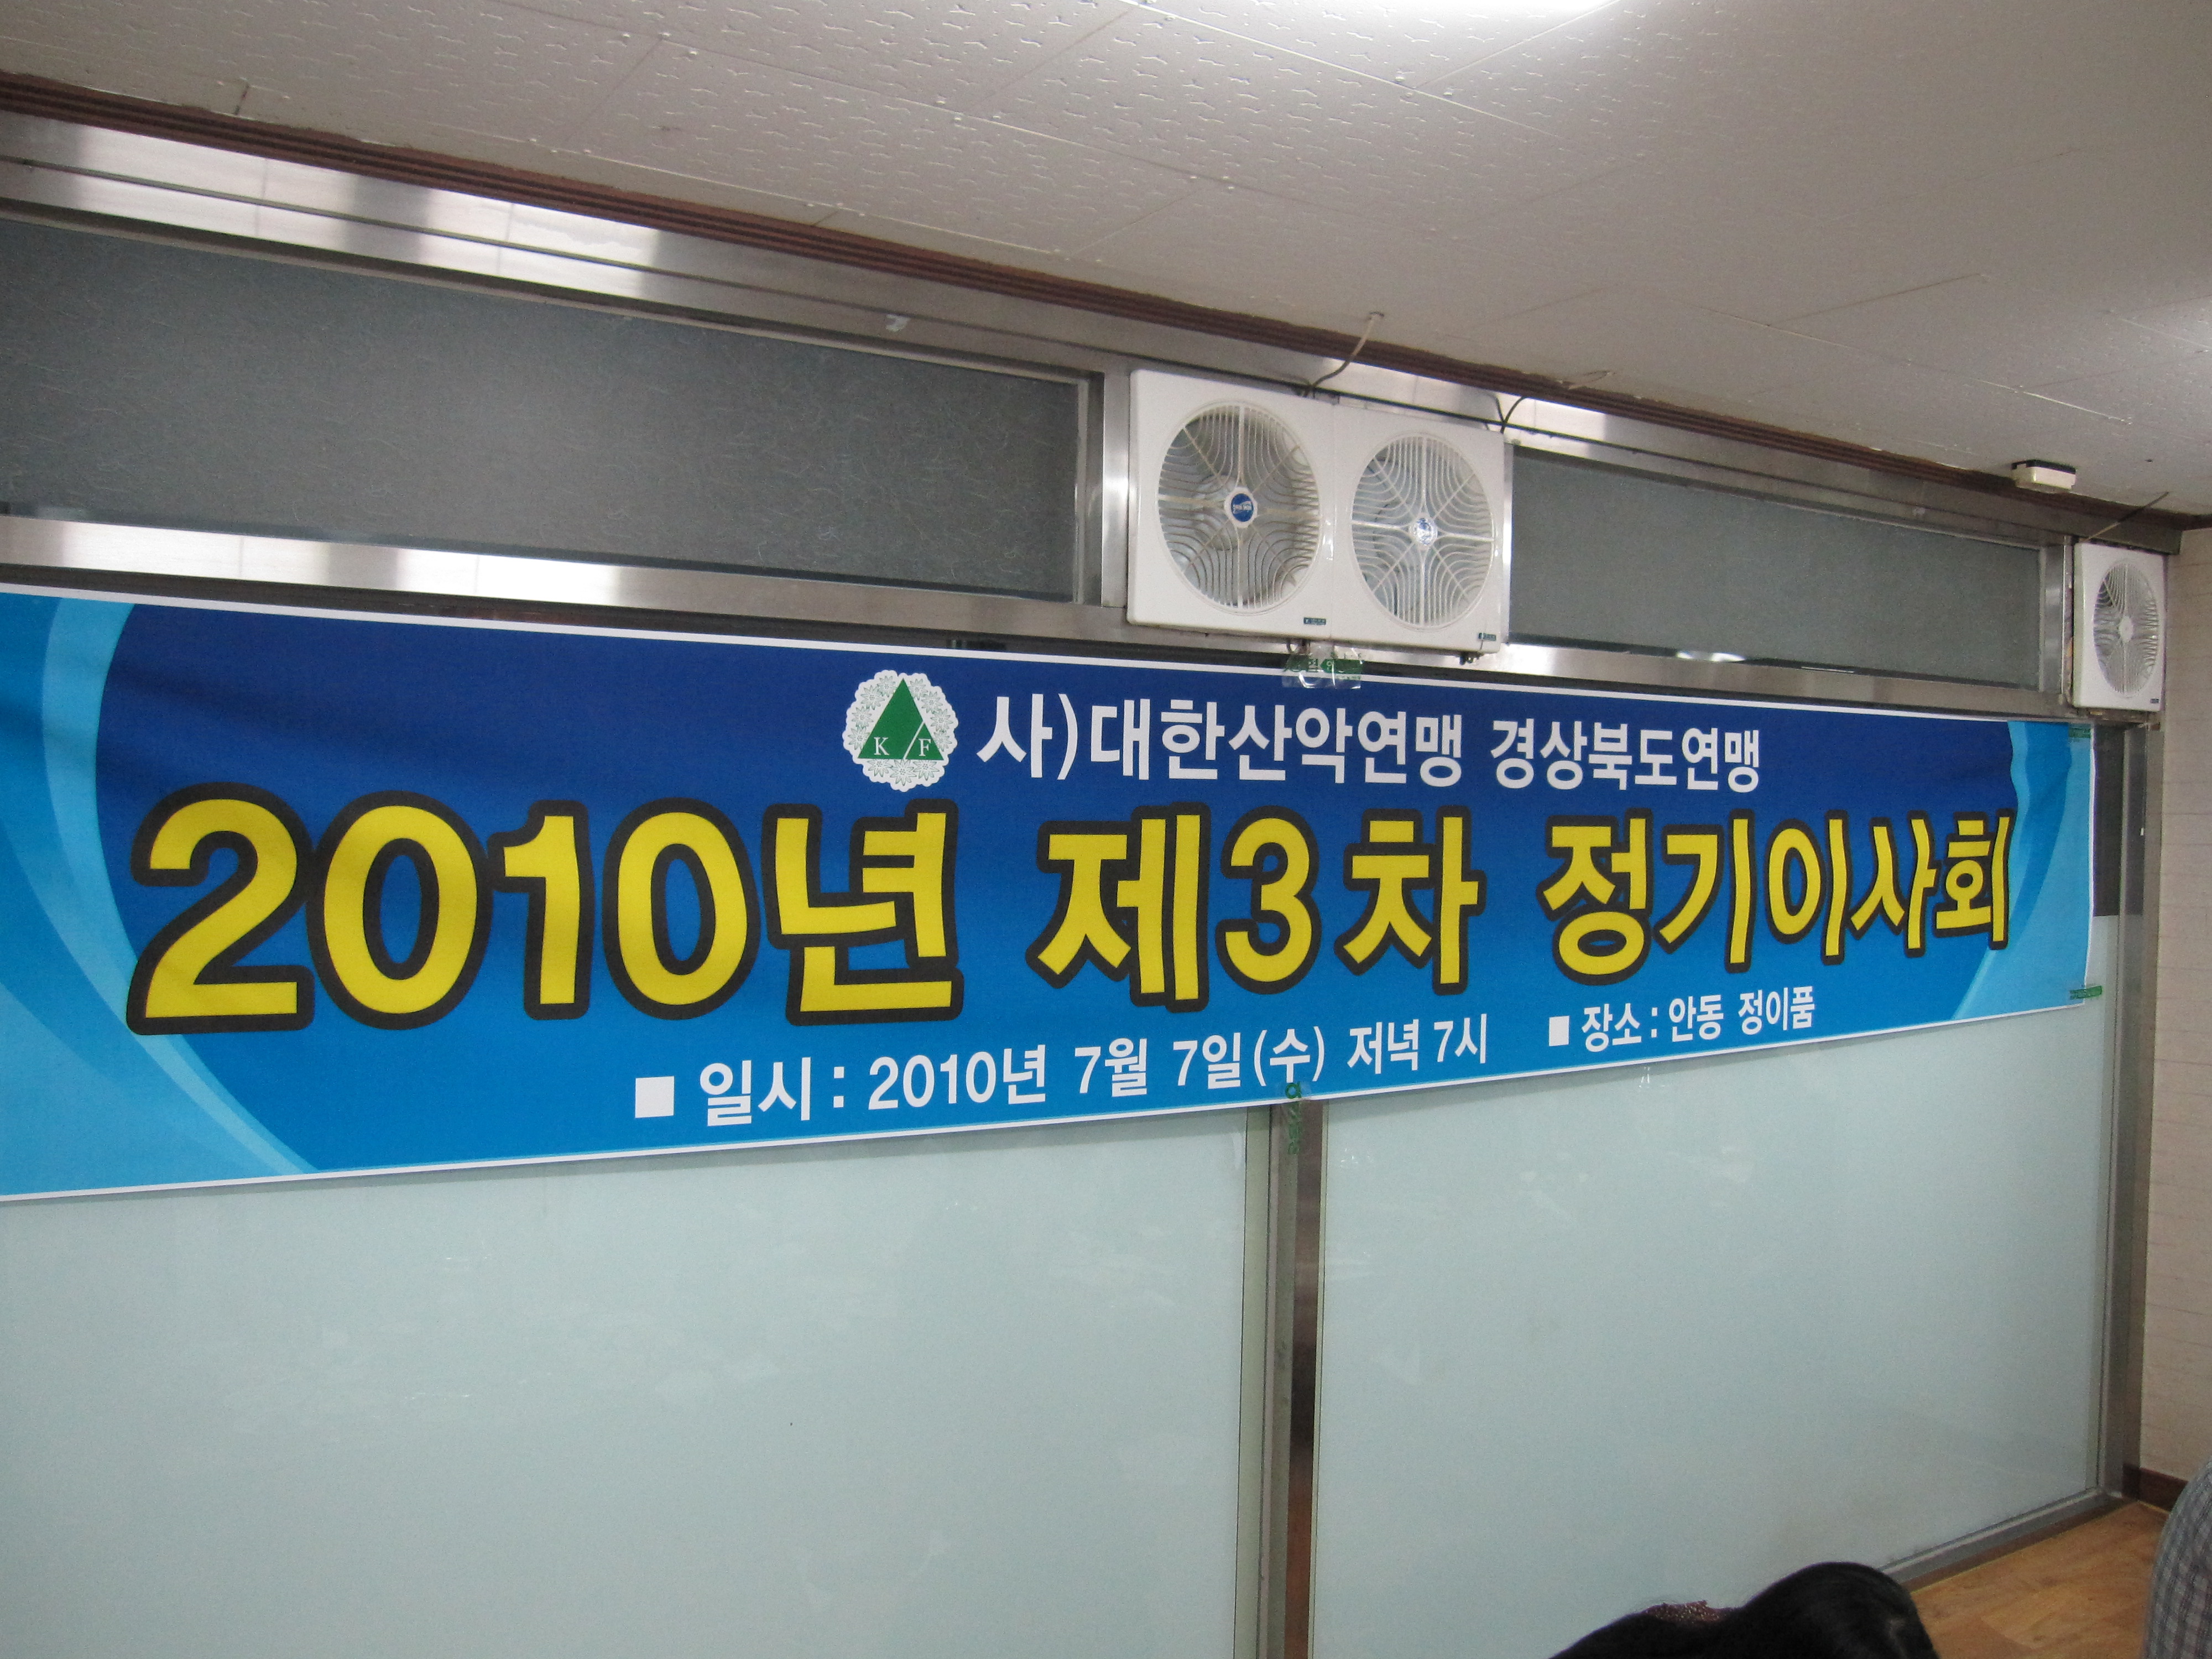 K F
사)대한산악연맹 경상북도연맹
2010년 제3차 정기이사회
■ 일시 : 2010년 7월 7일(수) 저녁 7시 ■ 장소 : 안동 정이품